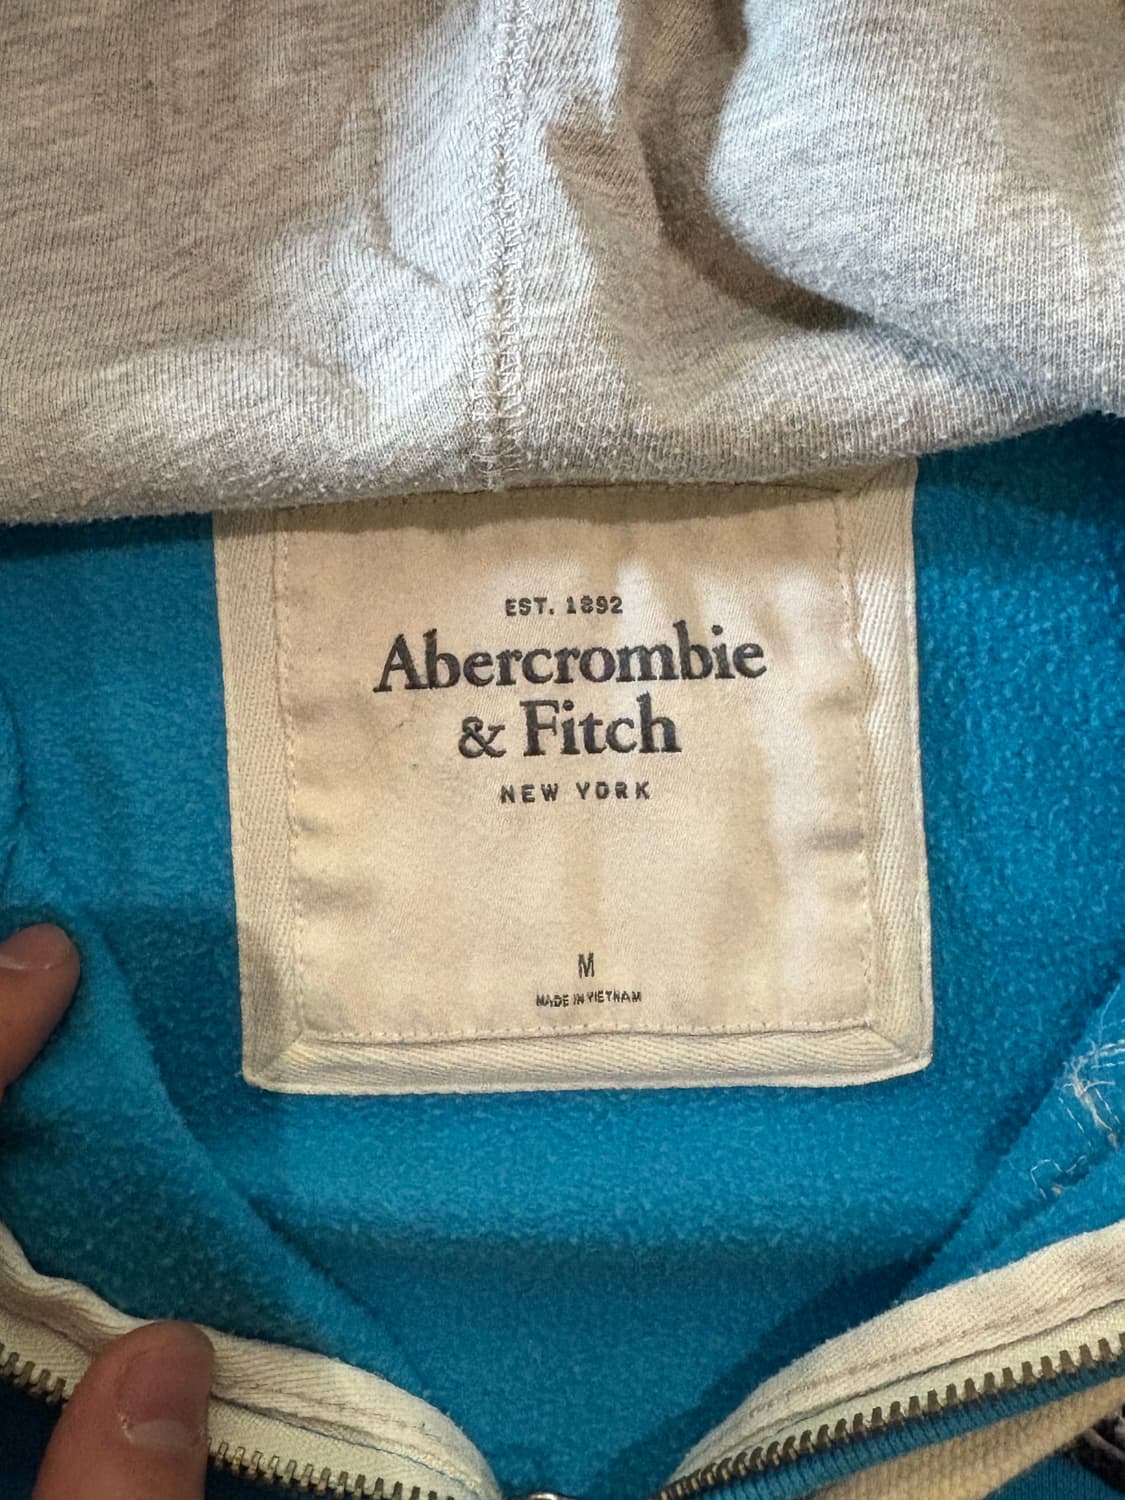 EST. 1892
Abercrombie
& Fitch
NEW YORK
M
MADE IN VIETNAM